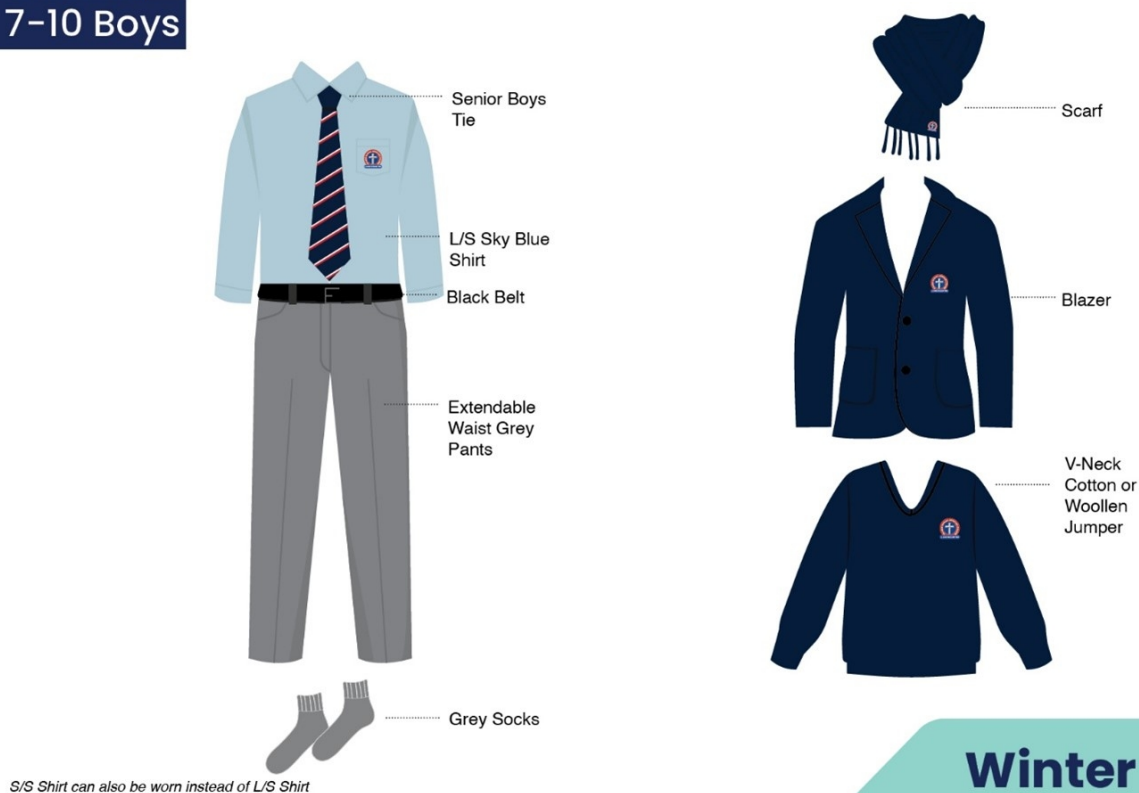 7-10 Boys
Senior Boys
Tie
L/S Sky Blue
Shirt
Black Belt
Extendable
Waist Grey
Pants
Grey Socks
S/S Shirt can also be worn instead of L/S Shirt
Scarf
Blazer
V-Neck
Cotton or
Woollen
Jumper
Winter